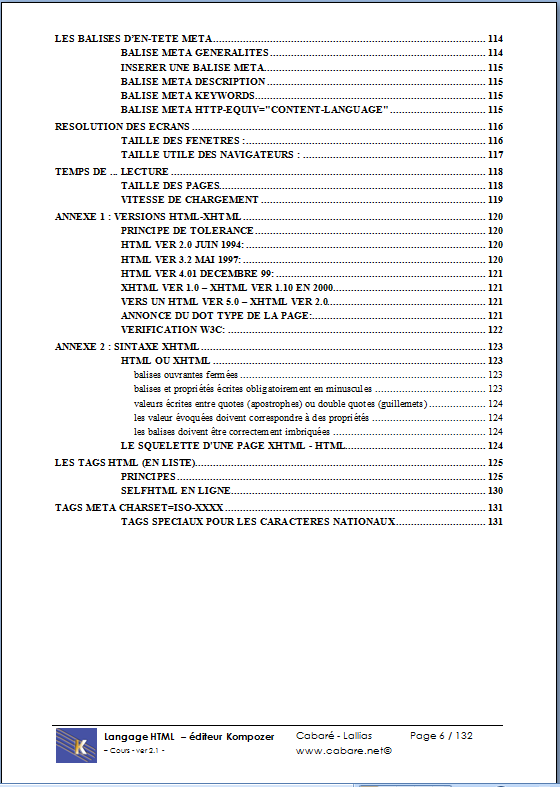 LES BALISES D'EN-TETE META 114
BALISE META GENERALITES 114
INSERER UNE BALISE META 115
BALISE META DESCRIPTION 115
BALISE META KEYWORDS 115
BALISE META HTTP-EQUIV="CONTENT-LANGUAGE" 115
RESOLUTION DES ECRANS 116
TAILLE DES FENETRES : 116
TAILLE UTILE DES NAVIGATEURS : 117
TEMPS DE ... LECTURE 118
TAILLE DES PAGES 118
VITESSE DE CHARGEMENT 119
ANNEXE 1 : VERSIONS HTML-XHTML 120
PRINCIPE DE TOLERANCE 120
HTML VER 2.0 JUIN 1994: 120
HTML VER 3.2 MAI 1997: 120
HTML VER 4.01 DECEMBRE 99: 121
XHTML VER 1.0 – XHTML VER 1.10 EN 2000 121
VERS UN HTML VER 5.0 – XHTML VER 2.0 121
ANNONCE DU DOT TYPE DE LA PAGE: 121
VERIFICATION W3C: 122
ANNEXE 2 : SINTAXE XHTML 123
HTML OU XHTML 123
balises ouvrantes fermées 123
balises et propriétés écrites obligatoirement en minuscules 123
valeurs écrites entre quotes (apostrophes) ou double quotes (guillemets) 124
les valeur évoquées doivent correspondre à des propriétés 124
les balises doivent être correctement imbriquées 124
LE SQUELETTE D'UNE PAGE XHTML - HTML 124
LES TAGS HTML (EN LISTE) 125
PRINCIPES 125
SELFHTML EN LIGNE 130
TAGS META CHARSET=ISO-XXXX 131
TAGS SPECIAUX POUR LES CARACTERES NATIONAUX 131
K
Langage HTML – éditeur Kompozer Cabaré - Lallias Page 6 / 132
– Cours - ver 2.1 - www.cabare.net©